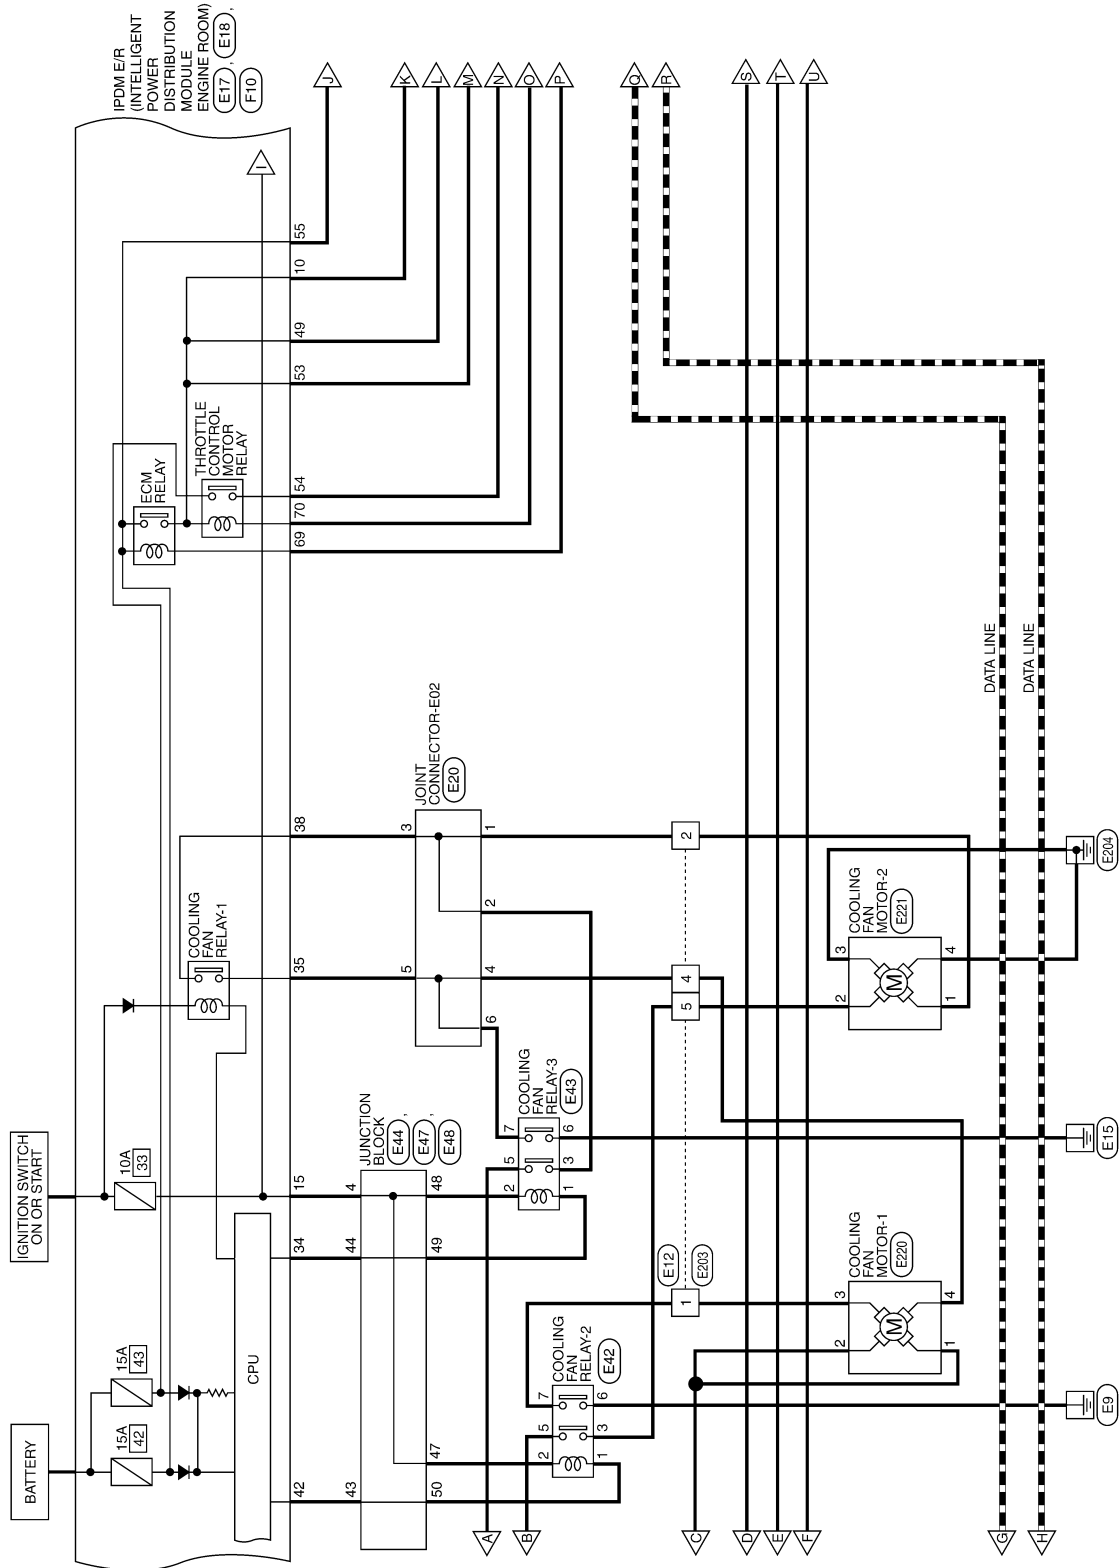 IPDM E/R
(INTELLIGENT
POWER
DISTRIBUTION
MODULE
ENGINE ROOM)
E17 , E18 ,
F10
IGNITION SWITCH
ON OR START
BATTERY
10A
33
15A
43
15A
42
CPU
COOLING
FAN
RELAY-1
ECM
RELAY
THROTTLE
CONTROL
MOTOR
RELAY
I
42
34
15
35
38
69
70
54
53
49
10
55
J
K
L
M
N
O
P
Q
R
S
T
U
JUNCTION
BLOCK
E44 ,
E47 ,
E48
43
44
4
50
47
49
48
JOINT
CONNECTOR-E02
E20
5
3
6
4
2
1
COOLING
FAN
RELAY-3
E43
2
5
7
1
3
6
COOLING
FAN
RELAY-2
E42
2
5
7
1
3
6
E12
E203
1
5
4
2
COOLING
FAN
MOTOR-1
E220
2
3
1
4
COOLING
FAN
MOTOR-2
E221
2
3
1
4
DATA LINE
DATA LINE
A
B
C
D
E
F
G
H
E9
E15
E204